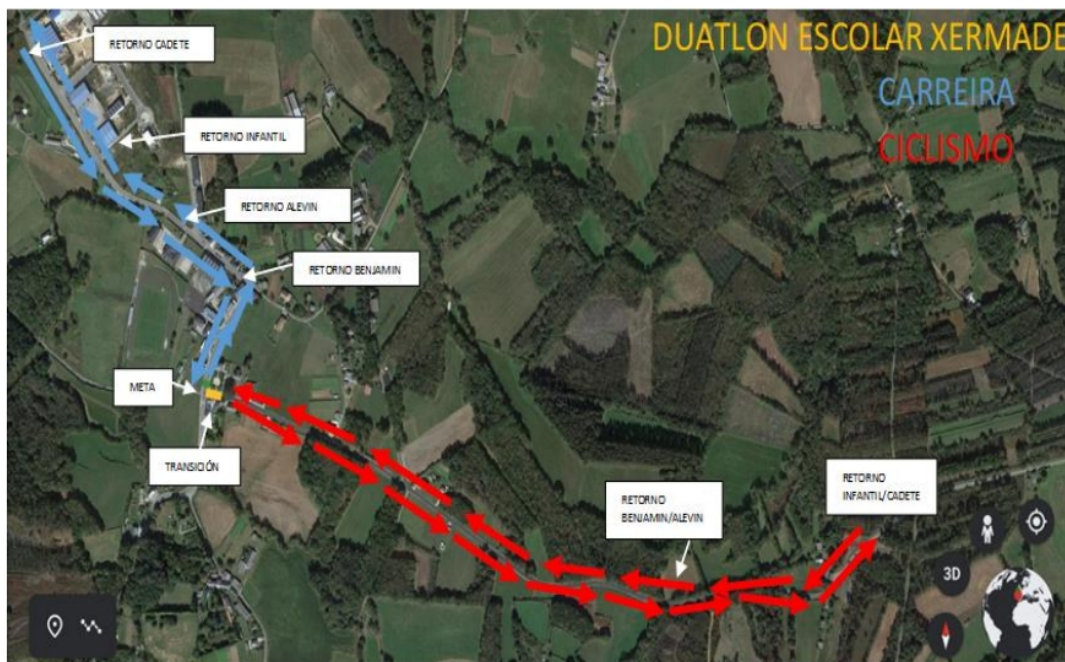 DUATLON ESCOLAR XERMADE
CARREIRA
CICLISMO
RETORNO CADETE
RETORNO INFANTIL
RETORNO ALEVIN
RETORNO BENJAMIN
META
TRANSICIÓN
RETORNO
BENJAMIN/ALEVIN
RETORNO
INFANTIL/CADETE
3D